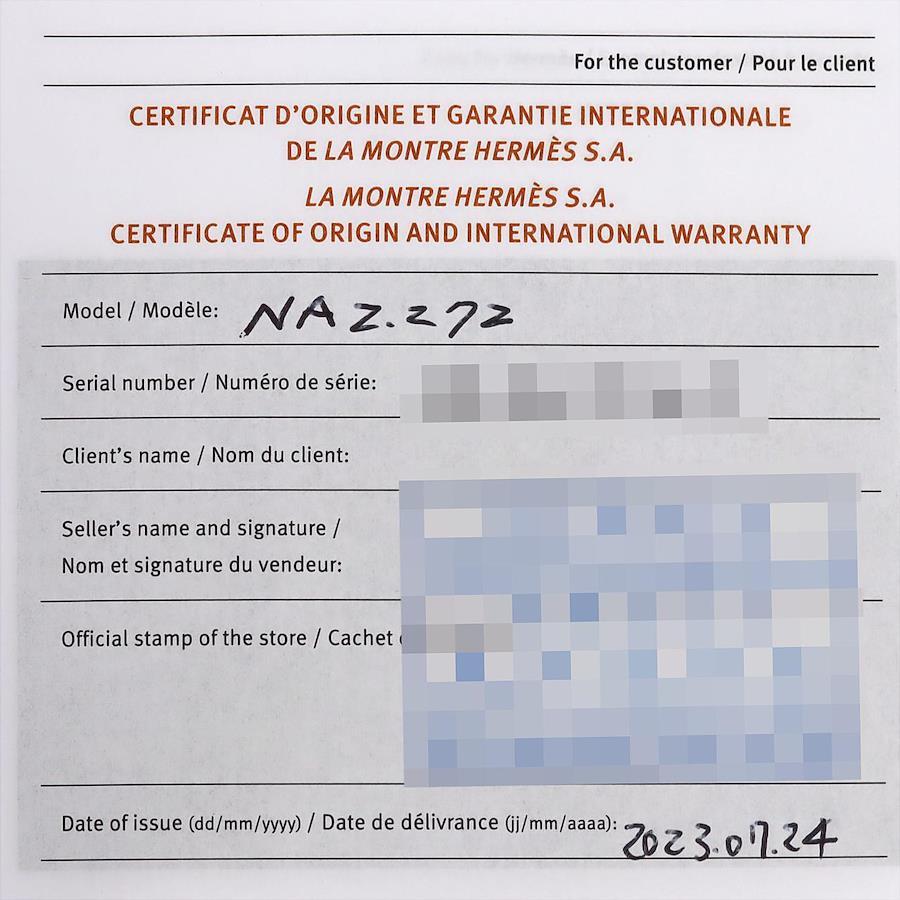 For the customer / Pour le client
CERTIFICAT D'ORIGINE ET GARANTIE INTERNATIONALE
DE LA MONTRE HERMÈS S.A.
LA MONTRE HERMÈS S.A.
CERTIFICATE OF ORIGIN AND INTERNATIONAL WARRANTY
Model / Modèle: NA2.272
Serial number / Numéro de série:
Client's name / Nom du client:
Seller's name and signature /
Nom et signature du vendeur:
Official stamp of the store / Cachet
Date of issue (dd/mm/yyyy) / Date de délivrance (jj/mm/aaaa): 2023.07.24